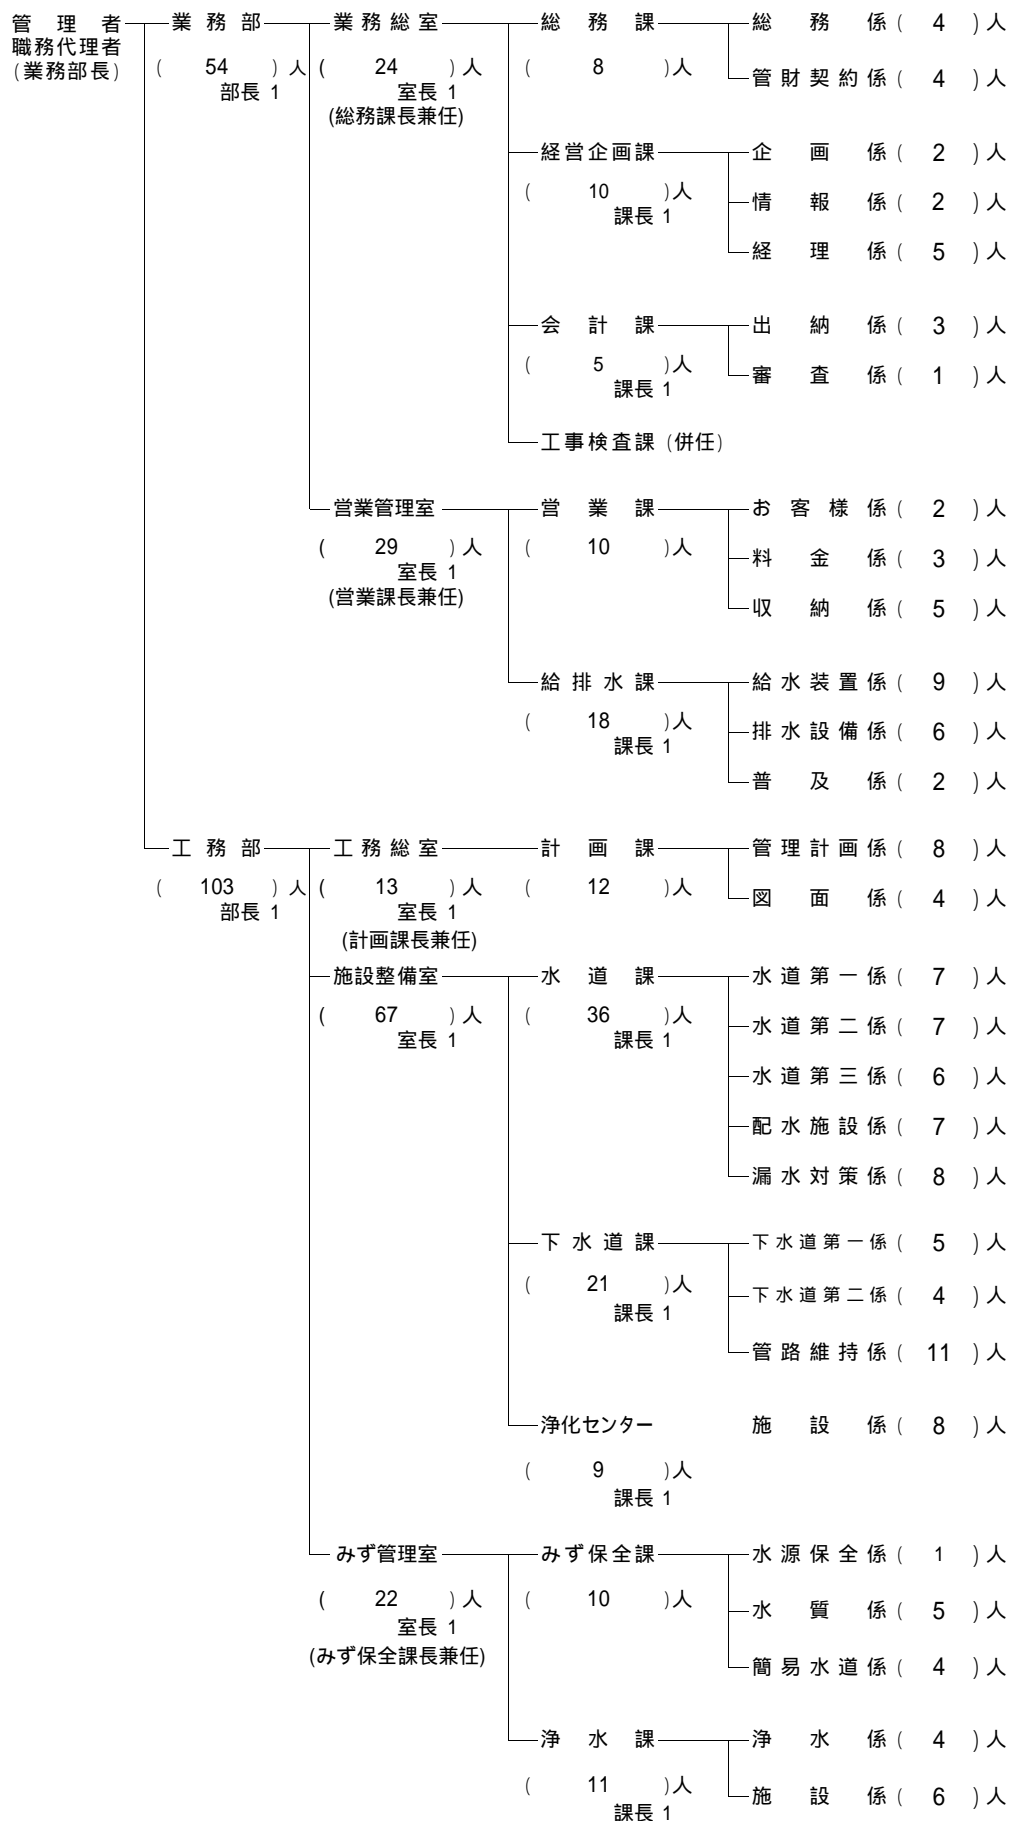 管理者 業務部 業務総室 総務課 総務係( 4 )人
職務代理者
(業務部長) ( 54 )人 ( 24 )人 ( 8 )人 管財契約係( 4 )人
部長 1 室長 1
(総務課長兼任)
経営企画課 企画係( 2 )人
( 10 )人 情報係( 2 )人
課長 1
経理係( 5 )人
会計課 出納係( 3 )人
( 5 )人 審査係( 1 )人
課長 1
工事検査課(併任)
営業管理室 営業課 お客様係( 2 )人
( 29 )人 ( 10 )人 料金係( 3 )人
室長 1
(営業課長兼任) 収納係( 5 )人
給排水課 給水装置係( 9 )人
( 18 )人 排水設備係( 6 )人
課長 1
普及係( 2 )人
工務部 工務総室 計画課 管理計画係( 8 )人
( 103 )人 ( 13 )人 ( 12 )人 図面係( 4 )人
部長 1 室長 1
(計画課長兼任)
施設整備室 水道課 水道第一係( 7 )人
( 67 )人 ( 36 )人 水道第二係( 7 )人
室長 1 課長 1
水道第三係( 6 )人
配水施設係( 7 )人
漏水対策係( 8 )人
下水道課 下水道第一係( 5 )人
( 21 )人 下水道第二係( 4 )人
課長 1
管路維持係( 11 )人
浄化センター 施設係( 8 )人
( 9 )人
課長 1
みず管理室 みず保全課 水源保全係( 1 )人
( 22 )人 ( 10 )人 水質係( 5 )人
室長 1
(みず保全課長兼任) 簡易水道係( 4 )人
浄水課 浄水係( 4 )人
( 11 )人 施設係( 6 )人
課長 1